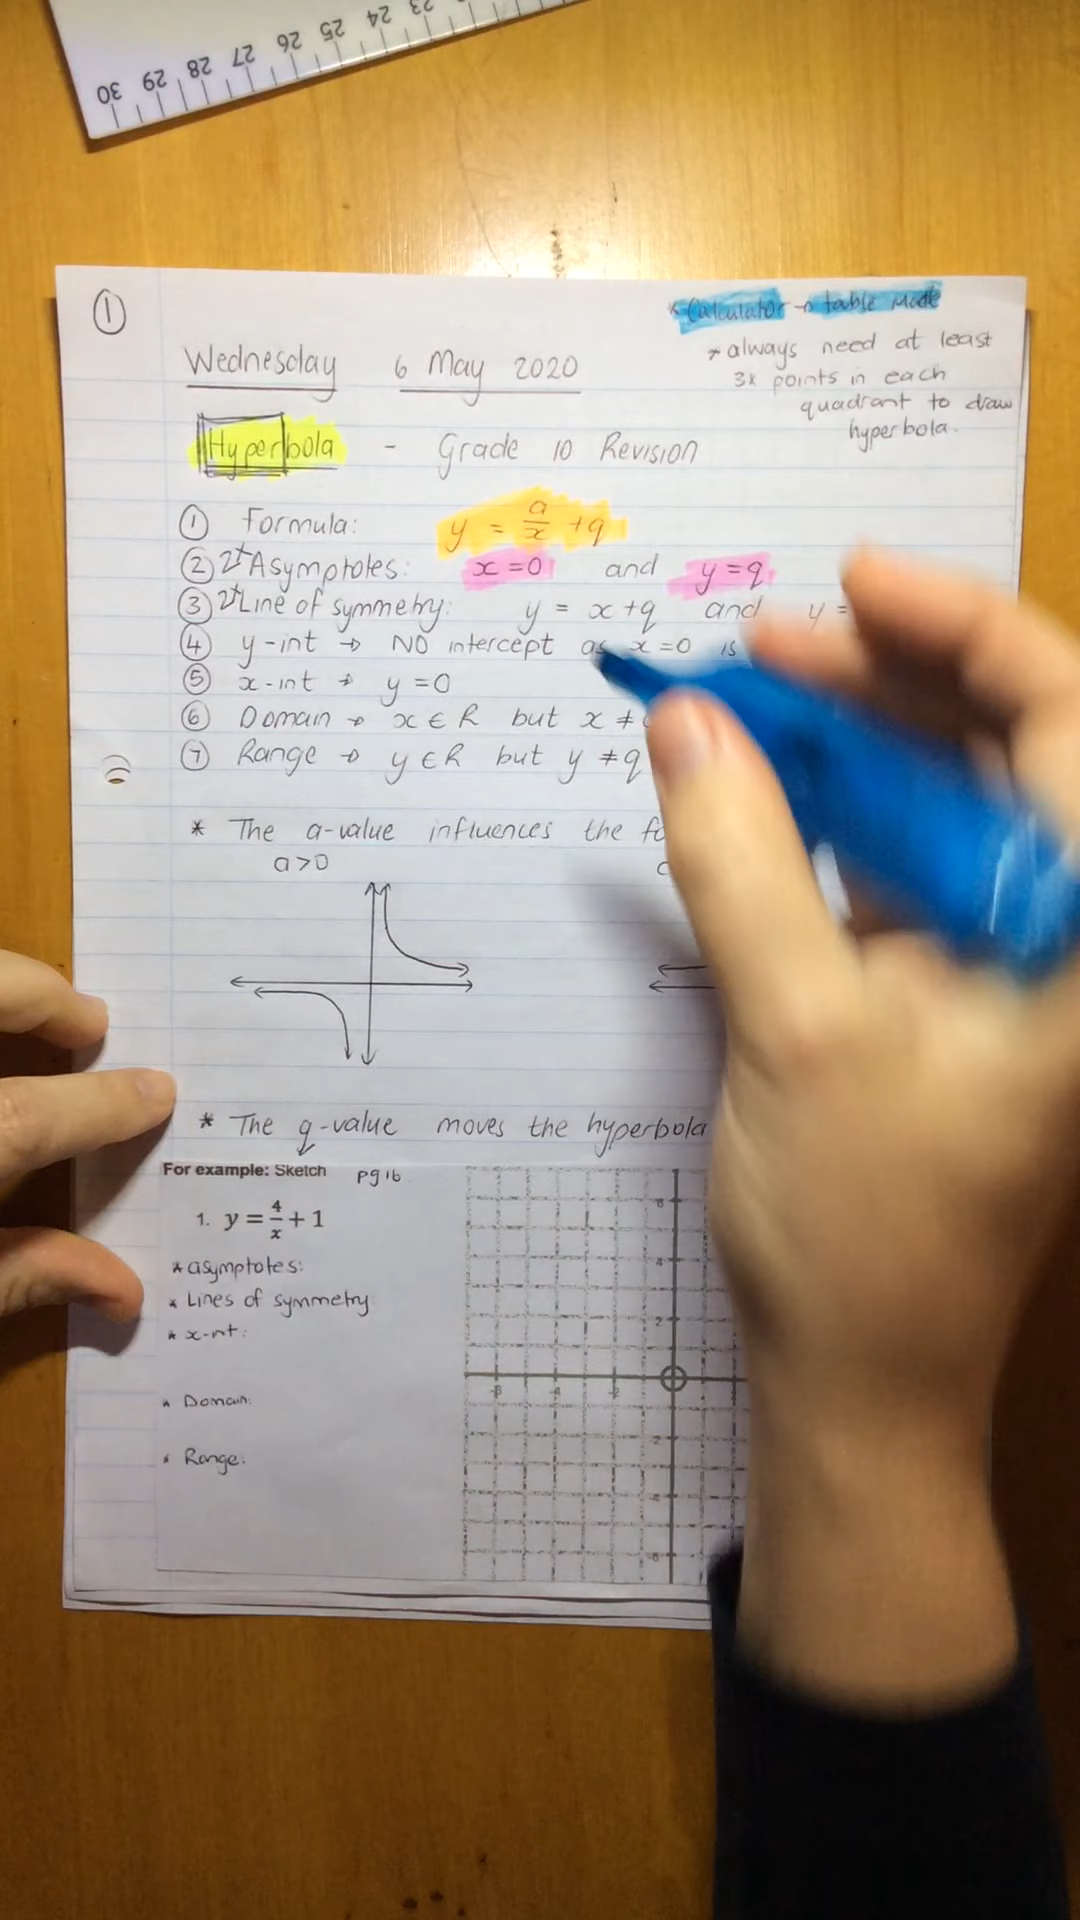 30 29 28 27 26 25 24 23
①
* Calculator → table mode
* always need at least
3x points in each
quadrant to draw
hyperbola.
Wednesday 6 May 2020
Hyperbola - Grade 10 Revision
① Formula: y = a/x + q
② 2x Asymptotes: x = 0 and y = q
③ 2x Line of symmetry: y = x + q and y =
④ y-int → NO intercept as x = 0 is
⑤ x-int → y = 0
⑥ Domain → x ∈ R but x ≠
⑦ Range → y ∈ R but y ≠ q
* The a-value influences the
a > 0
* The q-value moves the hyperbola
For example: Sketch pg 16
1. y = 4/x + 1
* asymptotes:
* Lines of symmetry
* x-int:
* Domain:
* Range: